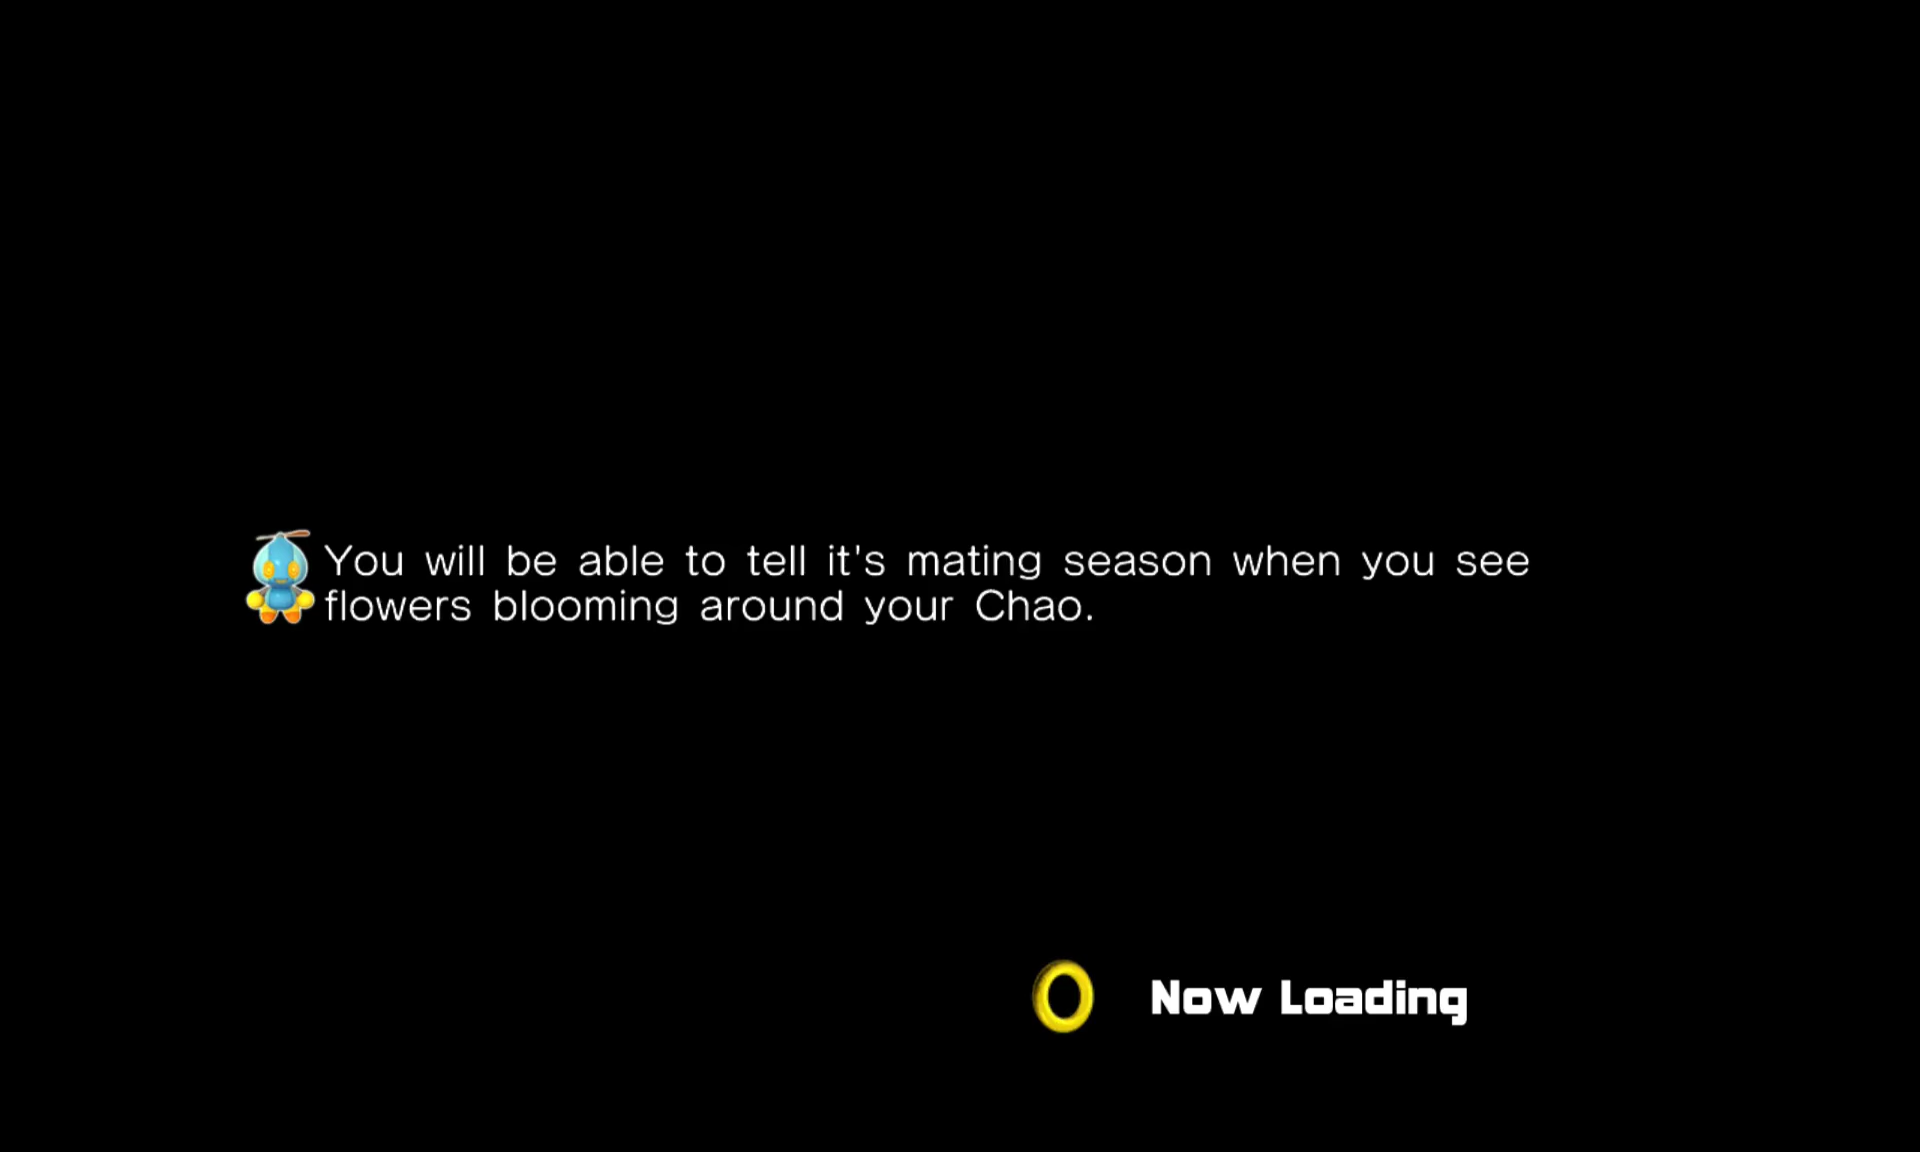 You will be able to tell it's mating season when you see
flowers blooming around your Chao.
Now Loading